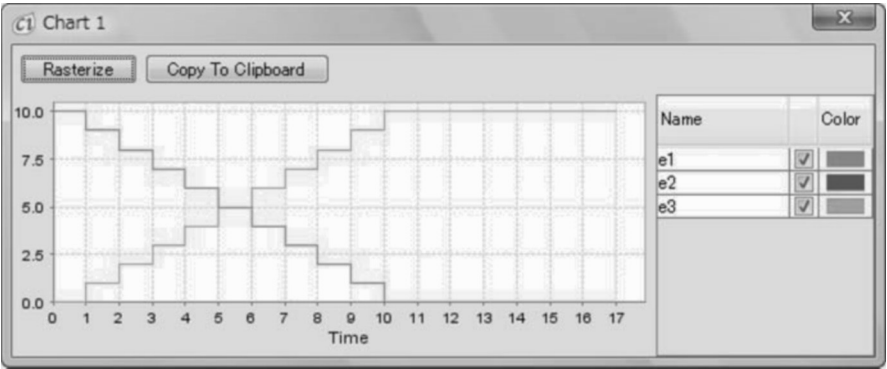 Chart 1
Rasterize
Copy To Clipboard
10.0
7.5
5.0
2.5
0.0
0 1 2 3 4 5 6 7 8 9 10 11 12 13 14 15 16 17
Time
Name Color
e1
e2
e3